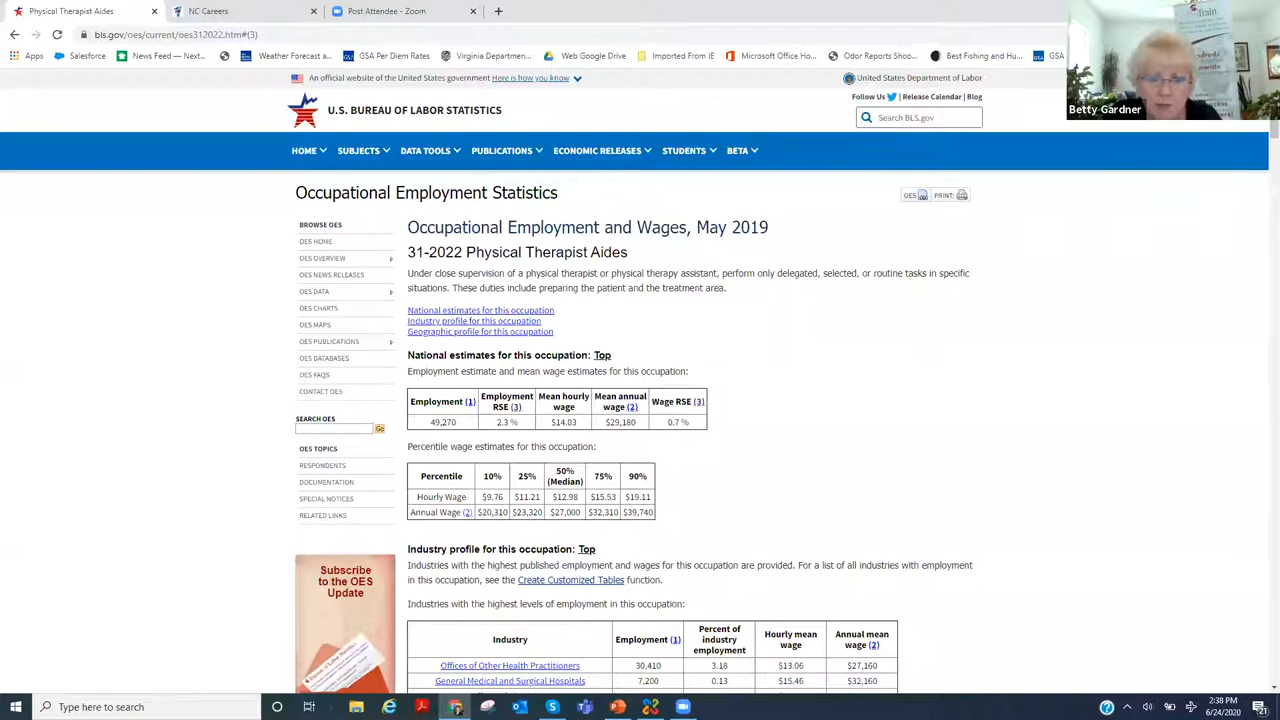 Physical Therapist Aides
NC Careers
Post Attendee - Zoom
bls.gov/oes/current/oes312022.htm#(3)
Apps
Salesforce
News Feed — Next...
Weather Forecast a...
GSA Per Diem Rates
Virginia Departmen...
Web Google Drive
Imported From IE
Microsoft Office Ho...
Odor Reports Shoo...
Best Fishing and Hu...
GSA
An official website of the United States government Here is how you know
United States Department of Labor
Follow Us | Release Calendar | Blog
U.S. BUREAU OF LABOR STATISTICS
Search BLS.gov
Betty Gardner
HOME
SUBJECTS
DATA TOOLS
PUBLICATIONS
ECONOMIC RELEASES
STUDENTS
BETA
Occupational Employment Statistics
OES
PRINT:
BROWSE OES
OES HOME
OES OVERVIEW
OES NEWS RELEASES
OES DATA
OES CHARTS
OES MAPS
OES PUBLICATIONS
OES DATABASES
OES FAQS
CONTACT OES
SEARCH OES
Go
OES TOPICS
RESPONDENTS
DOCUMENTATION
SPECIAL NOTICES
RELATED LINKS
Subscribe
to the OES
Update
Occupational Employment and Wages, May 2019
31-2022 Physical Therapist Aides
Under close supervision of a physical therapist or physical therapy assistant, perform only delegated, selected, or routine tasks in specific
situations. These duties include preparing the patient and the treatment area.
National estimates for this occupation
Industry profile for this occupation
Geographic profile for this occupation
National estimates for this occupation: Top
Employment estimate and mean wage estimates for this occupation:
Employment (1) Employment RSE (3) Mean hourly wage Mean annual wage (2) Wage RSE (3)
49,270 2.3 % $14.03 $29,180 0.7 %
Percentile wage estimates for this occupation:
Percentile 10% 25% 50% (Median) 75% 90%
Hourly Wage $9.76 $11.21 $12.98 $15.53 $19.11
Annual Wage (2) $20,310 $23,320 $27,000 $32,310 $39,740
Industry profile for this occupation: Top
Industries with the highest published employment and wages for this occupation are provided. For a list of all industries with employment
in this occupation, see the Create Customized Tables function.
Industries with the highest levels of employment in this occupation:
Industry Employment (1) Percent of industry employment Hourly mean wage Annual mean wage (2)
Offices of Other Health Practitioners 30,410 3.18 $13.06 $27,160
General Medical and Surgical Hospitals 7,200 0.13 $15.46 $32,160
Type here to search
2:38 PM
6/24/2020
21